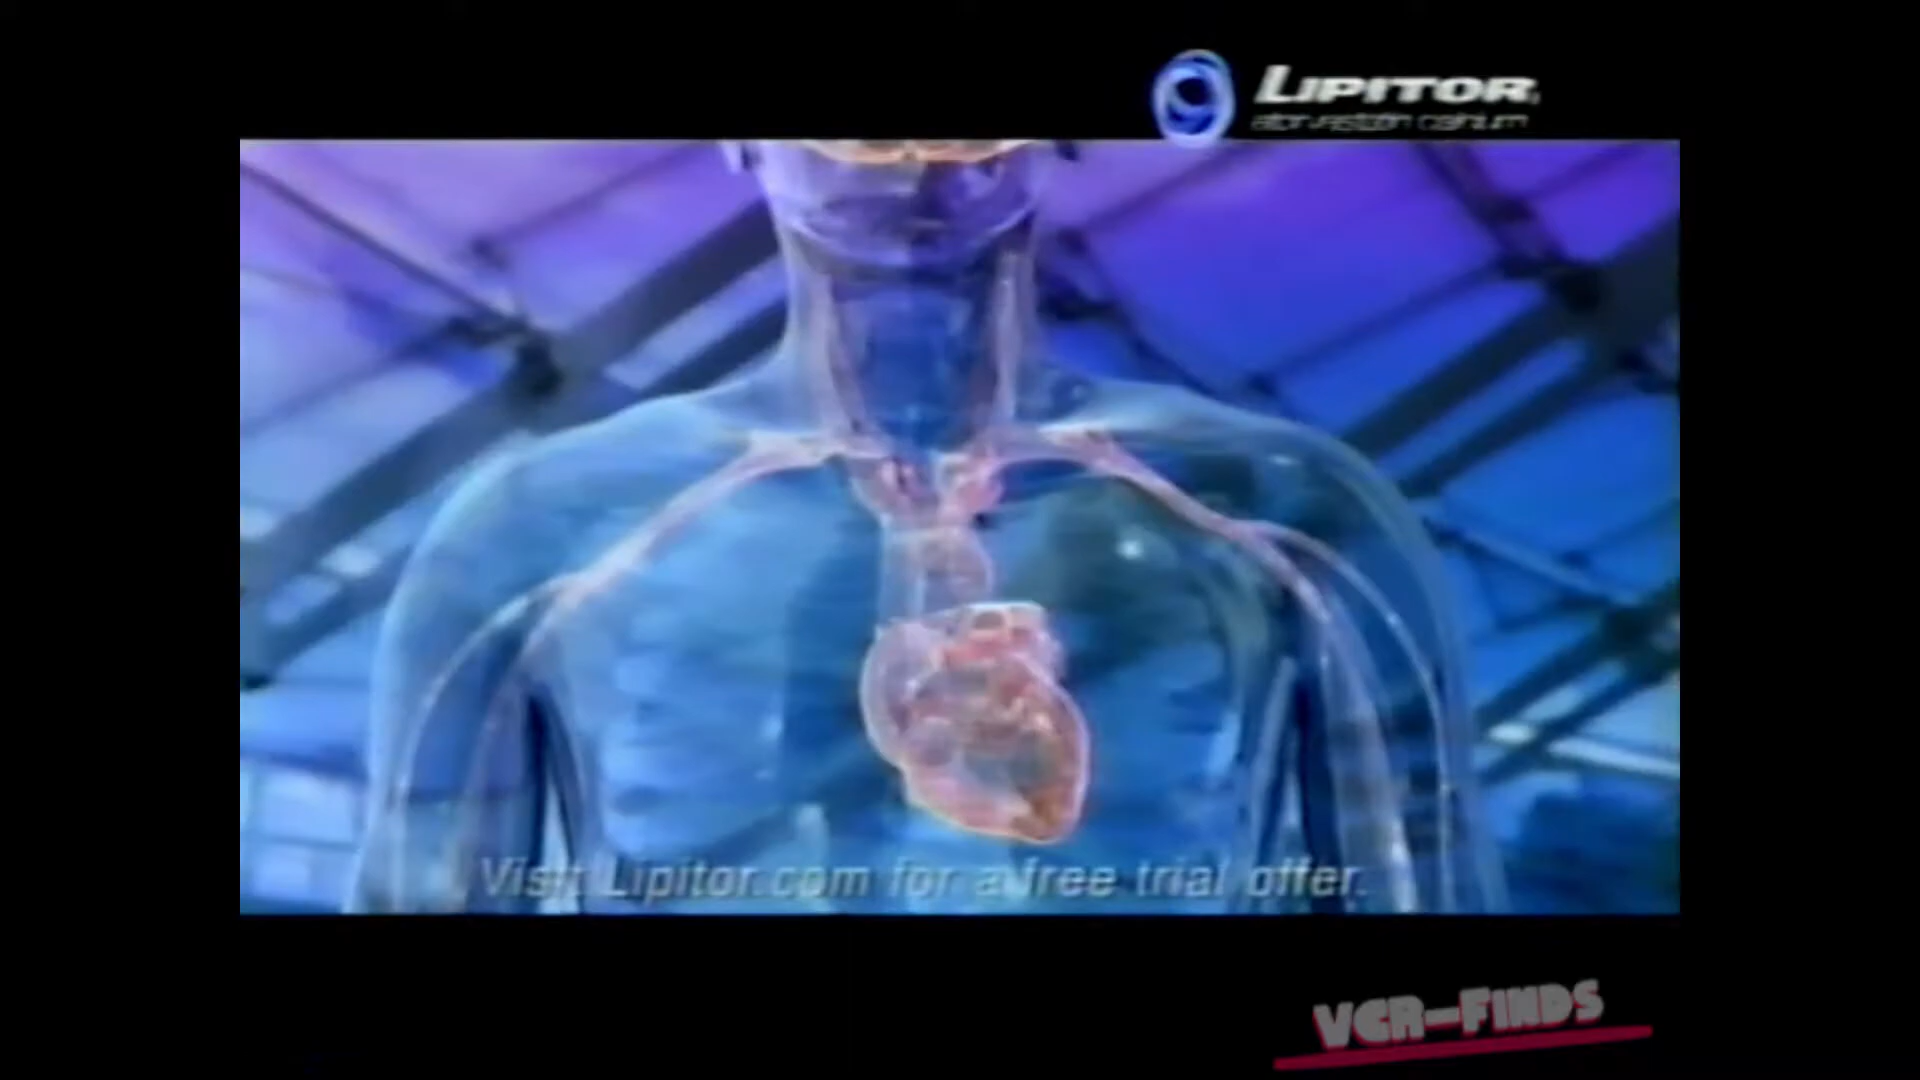 LIPITOR
atorvastatin calcium
Visit Lipitor.com for a free trial offer.
VCR-FINDS